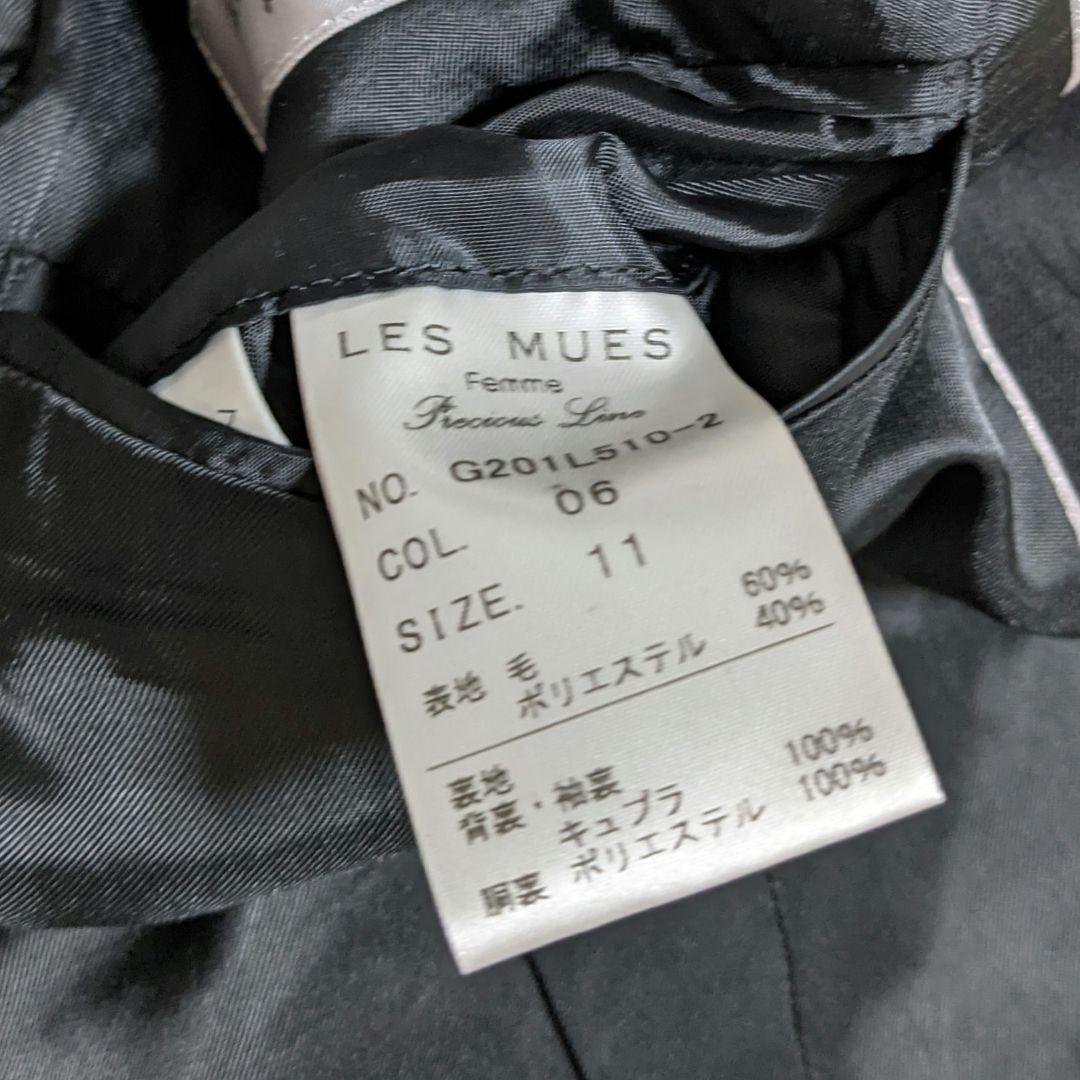 LES MUES
Femme
Precious Line
NO. G201L510-2
COL. 06
SIZE. 11
表地 毛 60%
ポリエステル 40%
裏地
背裏・袖裏
キュプラ 100%
胴裏 ポリエステル 100%
7